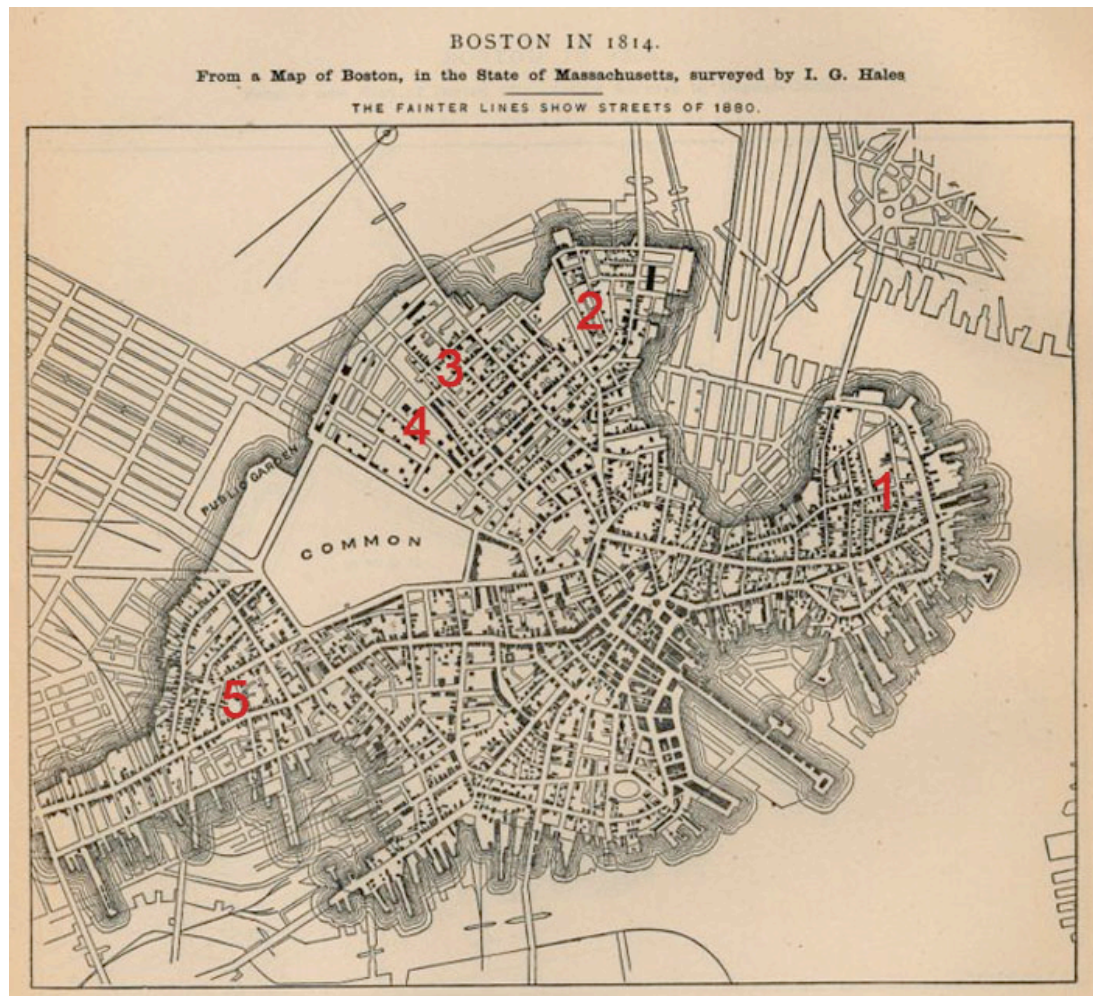 BOSTON IN 1814.
From a Map of Boston, in the State of Massachusetts, surveyed by I. G. Hales
THE FAINTER LINES SHOW STREETS OF 1880.
2
3
4
1
PUBLIC GARDEN
COMMON
5